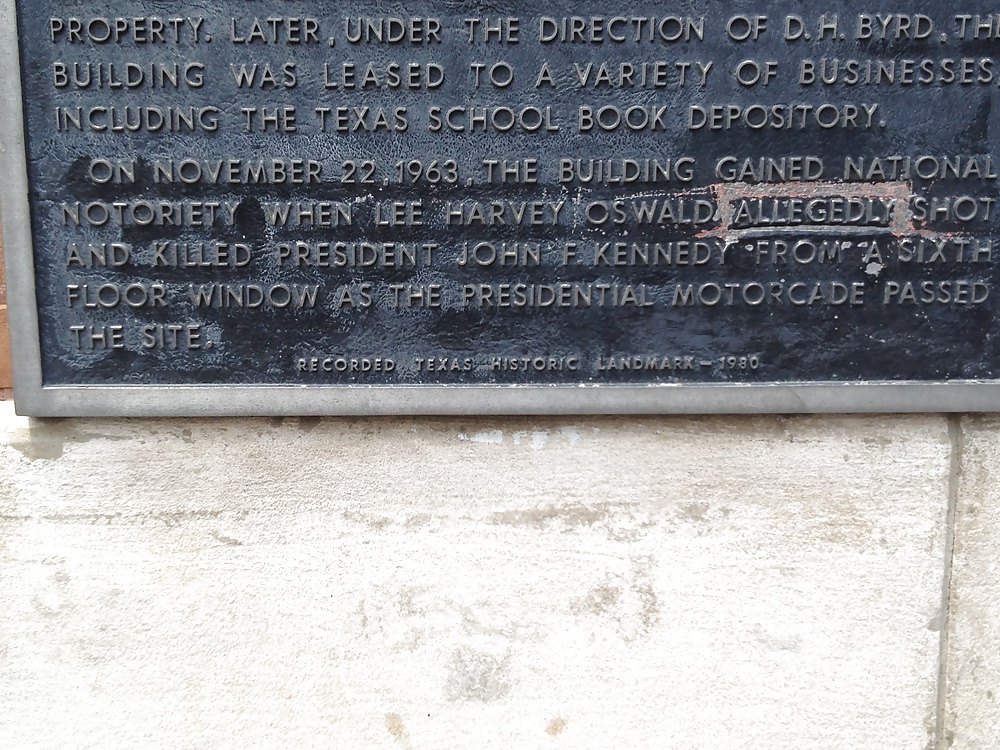 PROPERTY. LATER, UNDER THE DIRECTION OF D. H. BYRD, THE
BUILDING WAS LEASED TO A VARIETY OF BUSINESSES
INCLUDING THE TEXAS SCHOOL BOOK DEPOSITORY.
ON NOVEMBER 22, 1963, THE BUILDING GAINED NATIONAL
NOTORIETY WHEN LEE HARVEY OSWALD ALLEGEDLY SHOT
AND KILLED PRESIDENT JOHN F. KENNEDY FROM A SIXTH
FLOOR WINDOW AS THE PRESIDENTIAL MOTORCADE PASSED
THE SITE.
RECORDED TEXAS HISTORIC LANDMARK – 1980